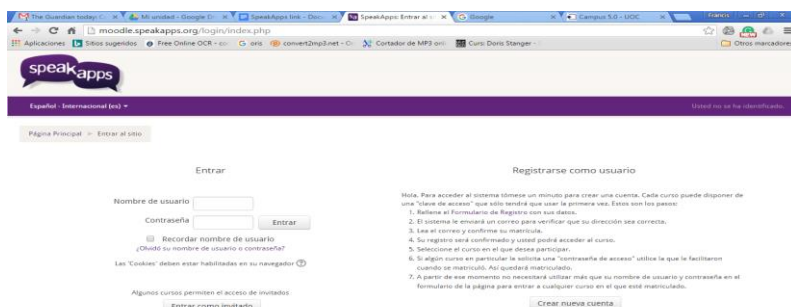 The Guardian today: C
Mi unidad - Google Dr
SpeakApps link - Docu
SpeakApps: Entrar al s
Google
Campus 5.0 - UOC
moodle.speakapps.org/login/index.php
Aplicaciones
Sitios sugeridos
Free Online OCR - co
G oris
convert2mp3.net - O
Cortador de MP3 onli
Curs: Doris Stanger -
Otros marcadores
speakapps
Español - Internacional (es)
Usted no se ha identificado.
Página Principal > Entrar al sitio
Entrar
Nombre de usuario
Contraseña
Entrar
Recordar nombre de usuario
¿Olvidó su nombre de usuario o contraseña?
Las 'Cookies' deben estar habilitadas en su navegador
Algunos cursos permiten el acceso de invitados
Entrar como invitado
Registrarse como usuario
Hola. Para acceder al sistema tómese un minuto para crear una cuenta. Cada curso puede disponer de
una "clave de acceso" que sólo tendrá que usar la primera vez. Estos son los pasos:
1. Rellene el Formulario de Registro con sus datos.
2. El sistema le enviará un correo para verificar que su dirección sea correcta.
3. Lea el correo y confirme su matrícula.
4. Su registro será confirmado y usted podrá acceder al curso.
5. Seleccione el curso en el que desea participar.
6. Si algún curso en particular le solicita una "contraseña de acceso" utilice la que le facilitaron
cuando se matriculó. Así quedará matriculado.
7. A partir de ese momento no necesitará utilizar más que su nombre de usuario y contraseña en el
formulario de la página para entrar a cualquier curso en el que esté matriculado.
Crear nueva cuenta